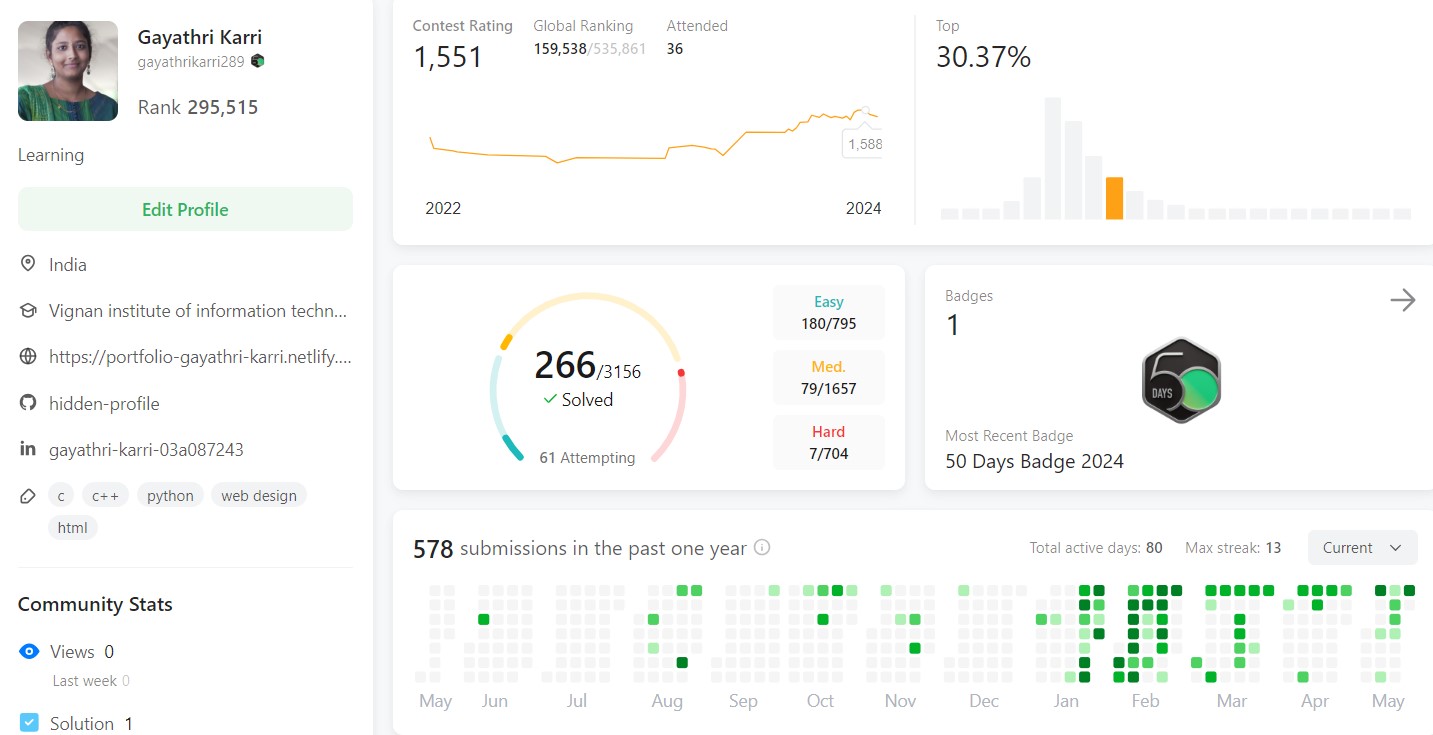 Gayathri Karri
gayathrikarri289
Rank 295,515
Learning
Edit Profile
India
Vignan institute of information techn...
https://portfolio-gayathri-karri.netlify....
hidden-profile
gayathri-karri-03a087243
c c++ python web design
html
Community Stats
Views 0
Last week 0
Solution 1
Contest Rating Global Ranking Attended
1,551 159,538/535,861 36
1,588
2022 2024
Top
30.37%
266/3156
Solved
61 Attempting
Easy
180/795
Med.
79/1657
Hard
7/704
Badges
1
50
DAYS
Most Recent Badge
50 Days Badge 2024
578 submissions in the past one year Total active days: 80 Max streak: 13 Current
May Jun Jul Aug Sep Oct Nov Dec Jan Feb Mar Apr May